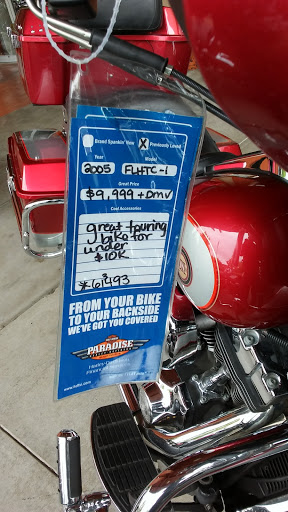 Brand Spankin' New X Previously Loved
Year Model
2005 FLHTC-I
Great Price
$9,999 + DMV
Cool Accessories
great touring
bike for
under
$10K
FROM YOUR BIKE
TO YOUR BACKSIDE
WE'VE GOT YOU COVERED
PARADISE